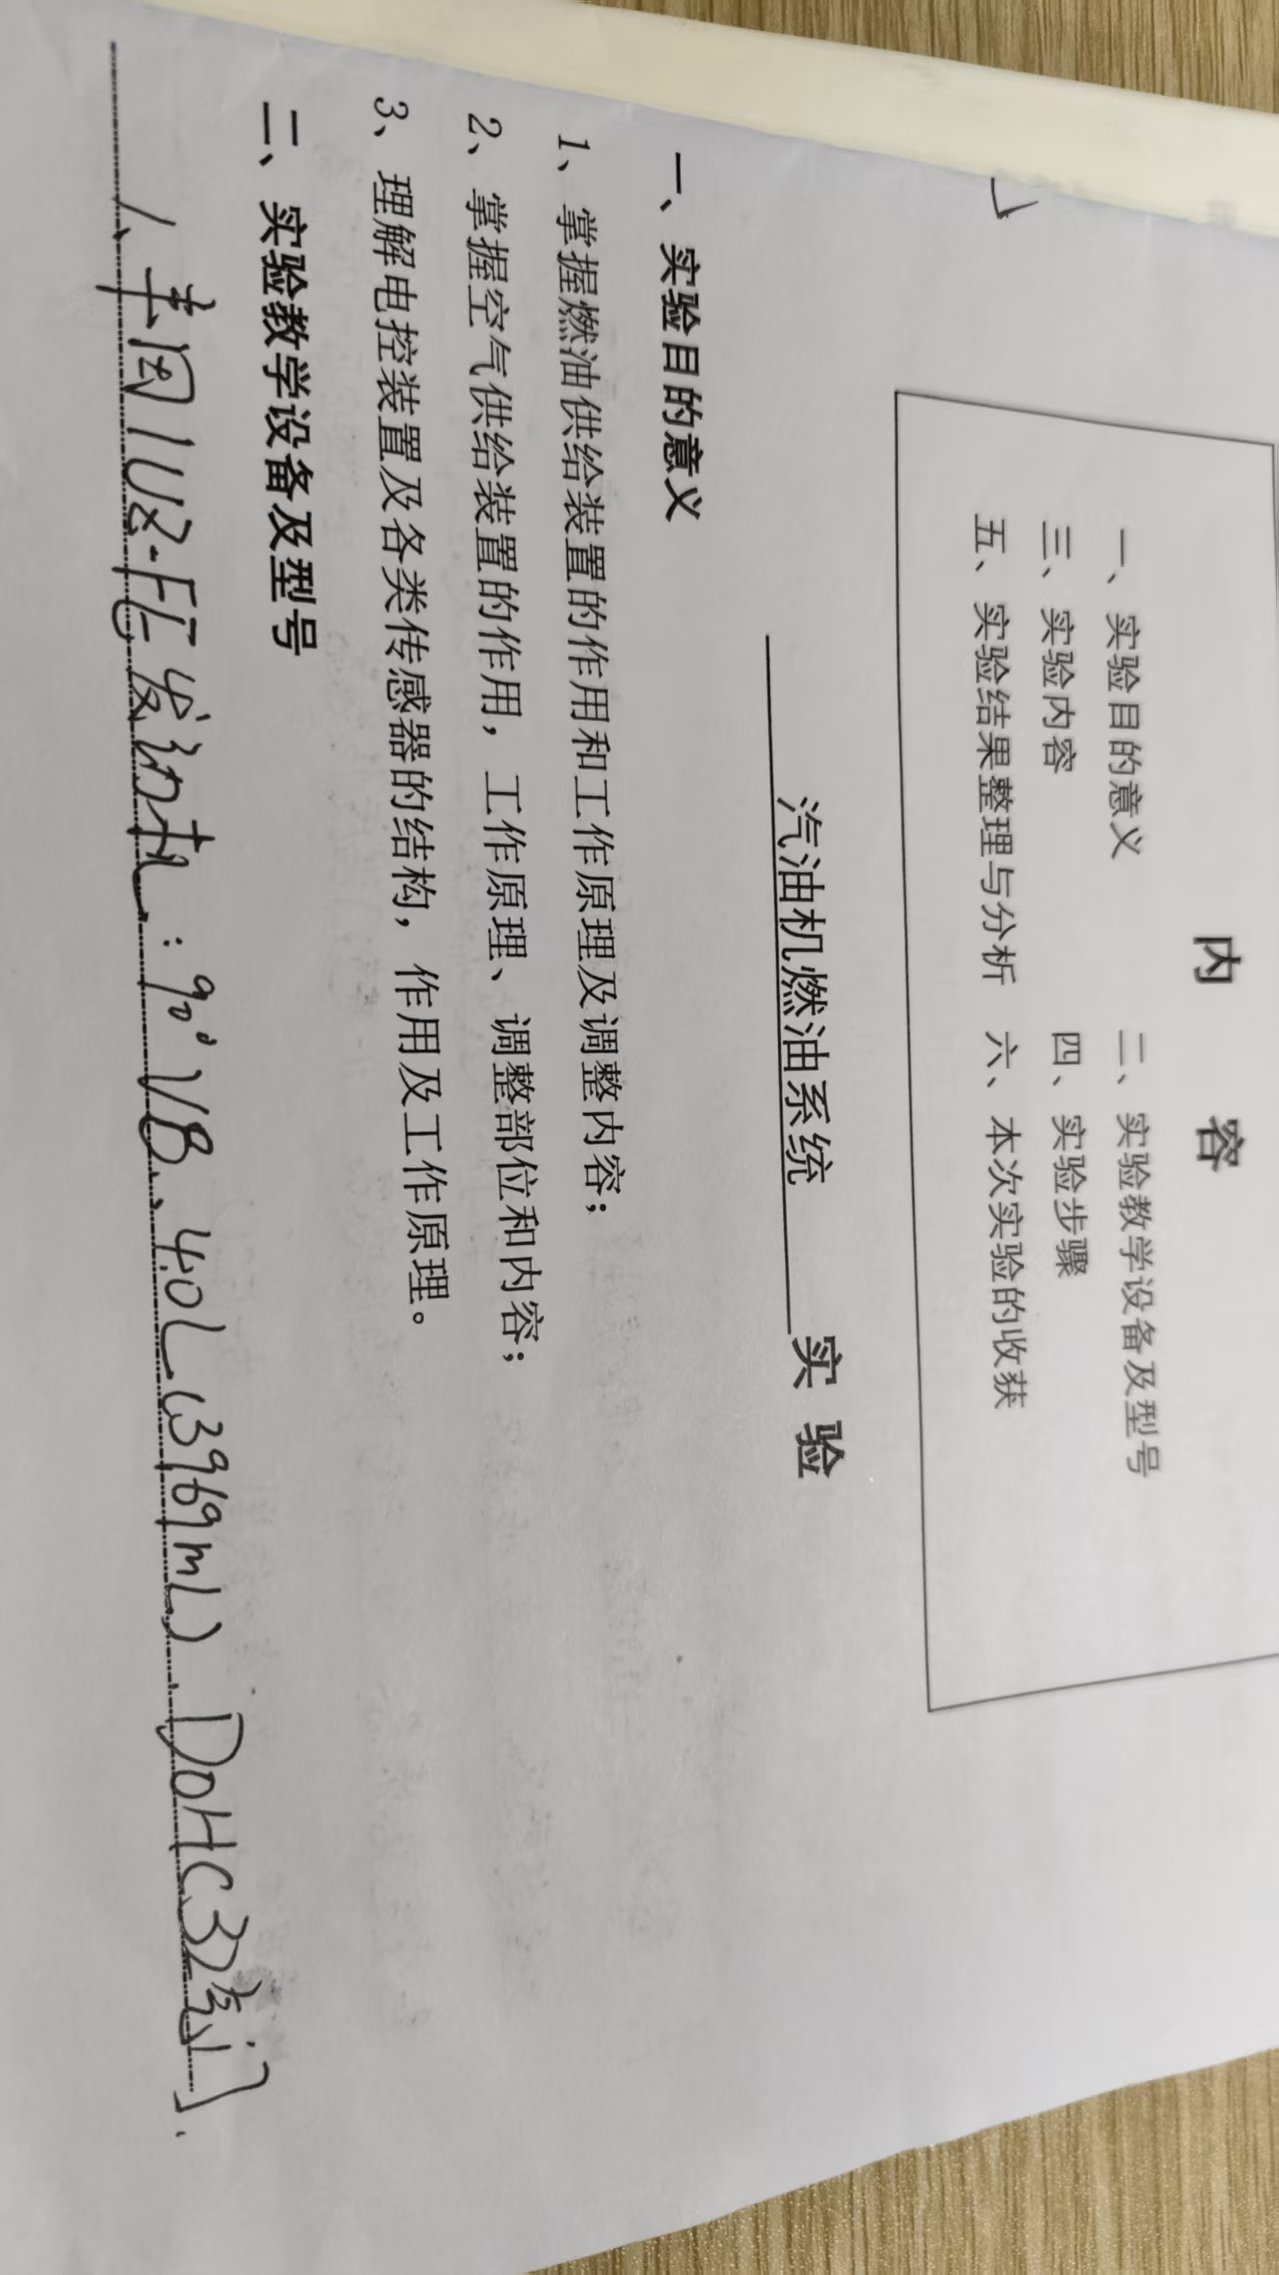 内 容
一、实验目的意义 二、实验教学设备及型号
三、实验内容 四、实验步骤
五、实验结果整理与分析 六、本次实验的收获
汽油机燃油系统 实 验
一、实验目的意义
1、掌握燃油供给装置的作用和工作原理及调整内容；
2、掌握空气供给装置的作用，工作原理、调整部位和内容；
3、理解电控装置及各类传感器的结构，作用及工作原理。
二、实验教学设备及型号
1、丰田1UZ-FE发动机：90°V8、4.0L(3969mL)、DOHC32气门、